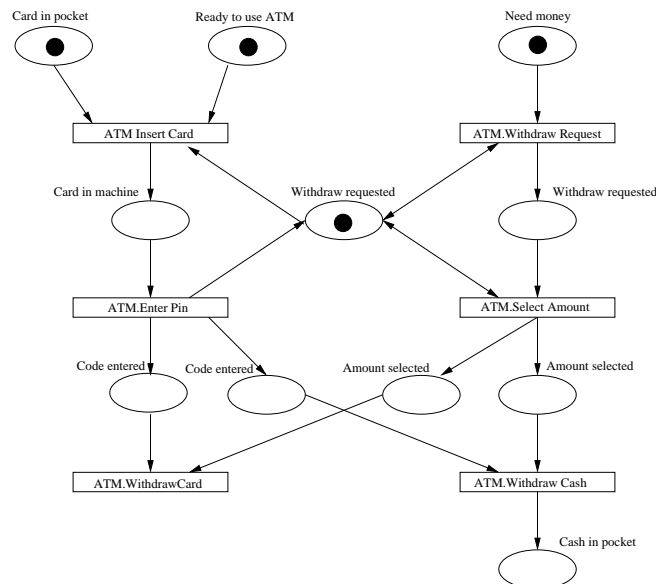 Card in pocket
Ready to use ATM
Need money
ATM Insert Card
ATM.Withdraw Request
Card in machine
Withdraw requested
Withdraw requested
ATM.Enter Pin
ATM.Select Amount
Code entered
Code entered
Amount selected
Amount selected
ATM.WithdrawCard
ATM.Withdraw Cash
Cash in pocket